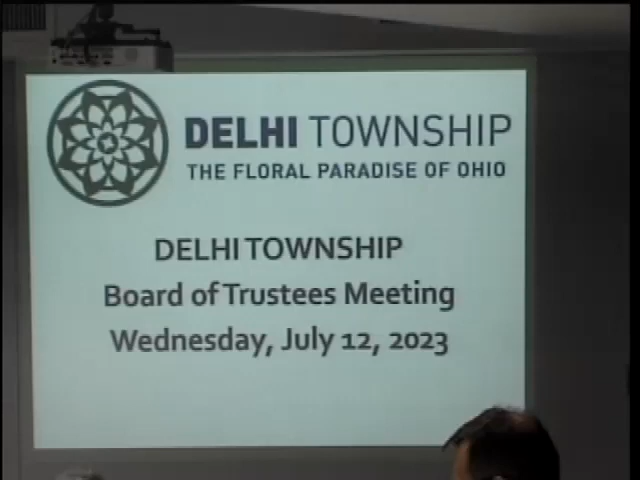 DELHI TOWNSHIP
THE FLORAL PARADISE OF OHIO
DELHI TOWNSHIP
Board of Trustees Meeting
Wednesday, July 12, 2023